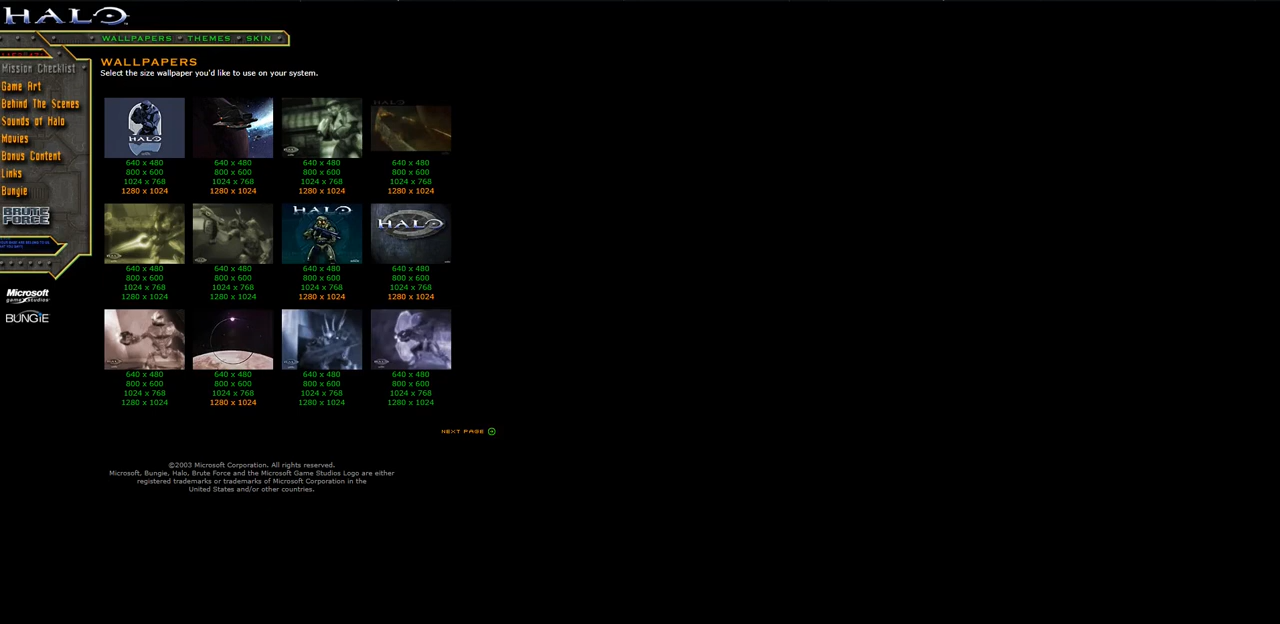 HALO
WALLPAPERS THEMES SKIN
Mission Checklist
Game Art
Behind The Scenes
Sounds of Halo
Movies
Bonus Content
Links
Bungie
BRUTE
FORCE
Microsoft
game studios
BUNGIE
WALLPAPERS
Select the size wallpaper you'd like to use on your system.
HALO
HALO
640 x 480 640 x 480 640 x 480 640 x 480
800 x 600 800 x 600 800 x 600 800 x 600
1024 x 768 1024 x 768 1024 x 768 1024 x 768
1280 x 1024 1280 x 1024 1280 x 1024 1280 x 1024
HALO HALO
640 x 480 640 x 480 640 x 480 640 x 480
800 x 600 800 x 600 800 x 600 800 x 600
1024 x 768 1024 x 768 1024 x 768 1024 x 768
1280 x 1024 1280 x 1024 1280 x 1024 1280 x 1024
640 x 480 640 x 480 640 x 480 640 x 480
800 x 600 800 x 600 800 x 600 800 x 600
1024 x 768 1024 x 768 1024 x 768 1024 x 768
1280 x 1024 1280 x 1024 1280 x 1024 1280 x 1024
NEXT PAGE
©2003 Microsoft Corporation. All rights reserved.
Microsoft, Bungie, Halo, Brute Force and the Microsoft Game Studios Logo are either
registered trademarks or trademarks of Microsoft Corporation in the
United States and/or other countries.